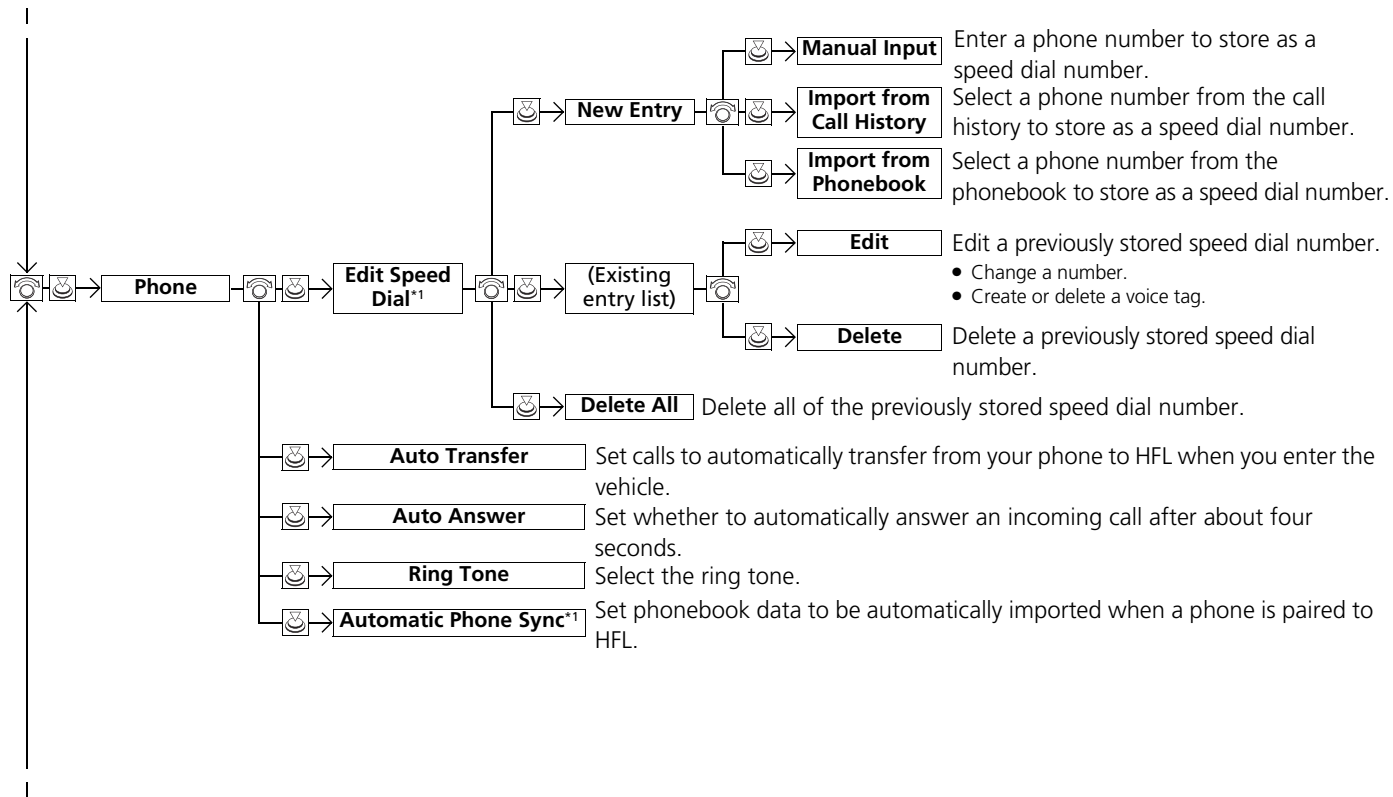 Manual Input
Enter a phone number to store as a
speed dial number.
New Entry
Import from
Call History
Select a phone number from the call
history to store as a speed dial number.
Import from
Phonebook
Select a phone number from the
phonebook to store as a speed dial number.
Phone
Edit Speed
Dial*1
(Existing
entry list)
Edit
Edit a previously stored speed dial number.
• Change a number.
• Create or delete a voice tag.
Delete
Delete a previously stored speed dial
number.
Delete All
Delete all of the previously stored speed dial number.
Auto Transfer
Set calls to automatically transfer from your phone to HFL when you enter the
vehicle.
Auto Answer
Set whether to automatically answer an incoming call after about four
seconds.
Ring Tone
Select the ring tone.
Automatic Phone Sync*1
Set phonebook data to be automatically imported when a phone is paired to
HFL.